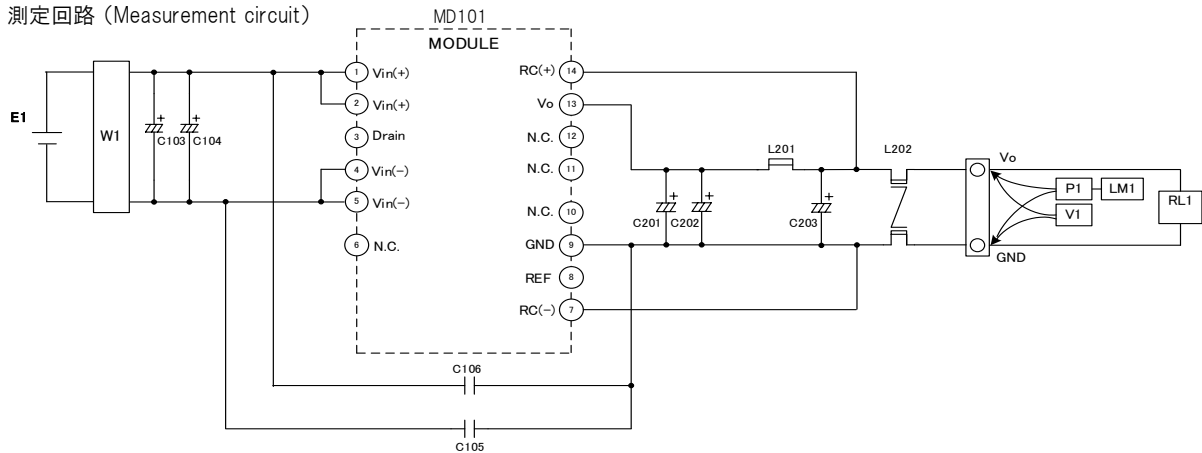 測定回路 (Measurement circuit)
MD101
MODULE
E1
W1
C103
C104
1 Vin(+)
2 Vin(+)
3 Drain
4 Vin(-)
5 Vin(-)
6 N.C.
RC(+) 14
Vo 13
N.C. 12
N.C. 11
N.C. 10
GND 9
REF 8
RC(-) 7
C106
C105
C201
C202
L201
C203
L202
Vo
GND
P1
LM1
V1
RL1